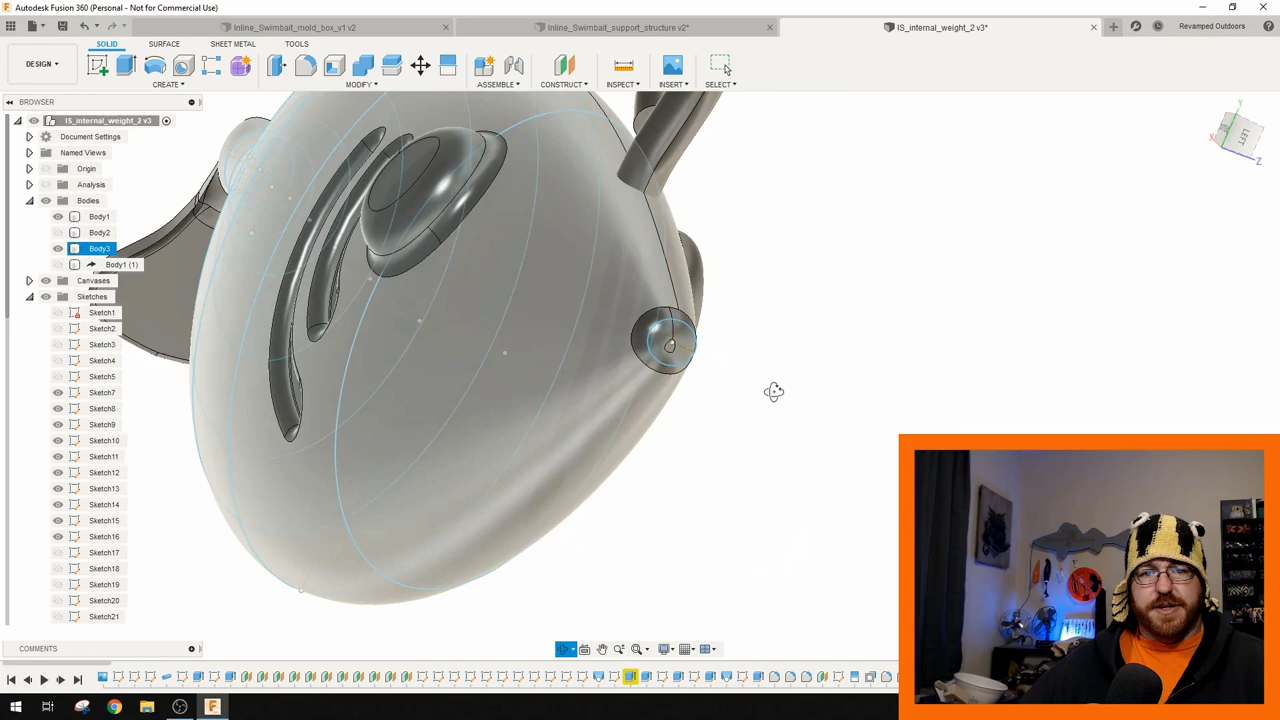 Autodesk Fusion 360 (Personal - Not for Commercial Use)
Inline_Swimbait_mold_box_v1 v2
Inline_Swimbait_support_structure v2*
IS_internal_weight_2 v3*
Revamped Outdoors
SOLID
SURFACE
SHEET METAL
TOOLS
DESIGN
CREATE
MODIFY
ASSEMBLE
CONSTRUCT
INSPECT
INSERT
SELECT
BROWSER
IS_internal_weight_2 v3
Document Settings
Named Views
Origin
Analysis
Bodies
Body1
Body2
Body3
Body1 (1)
Canvases
Sketches
Sketch1
Sketch2
Sketch3
Sketch4
Sketch5
Sketch7
Sketch8
Sketch9
Sketch10
Sketch11
Sketch12
Sketch13
Sketch14
Sketch15
Sketch16
Sketch17
Sketch18
Sketch19
Sketch20
Sketch21
COMMENTS
Y
LEFT
X
Z